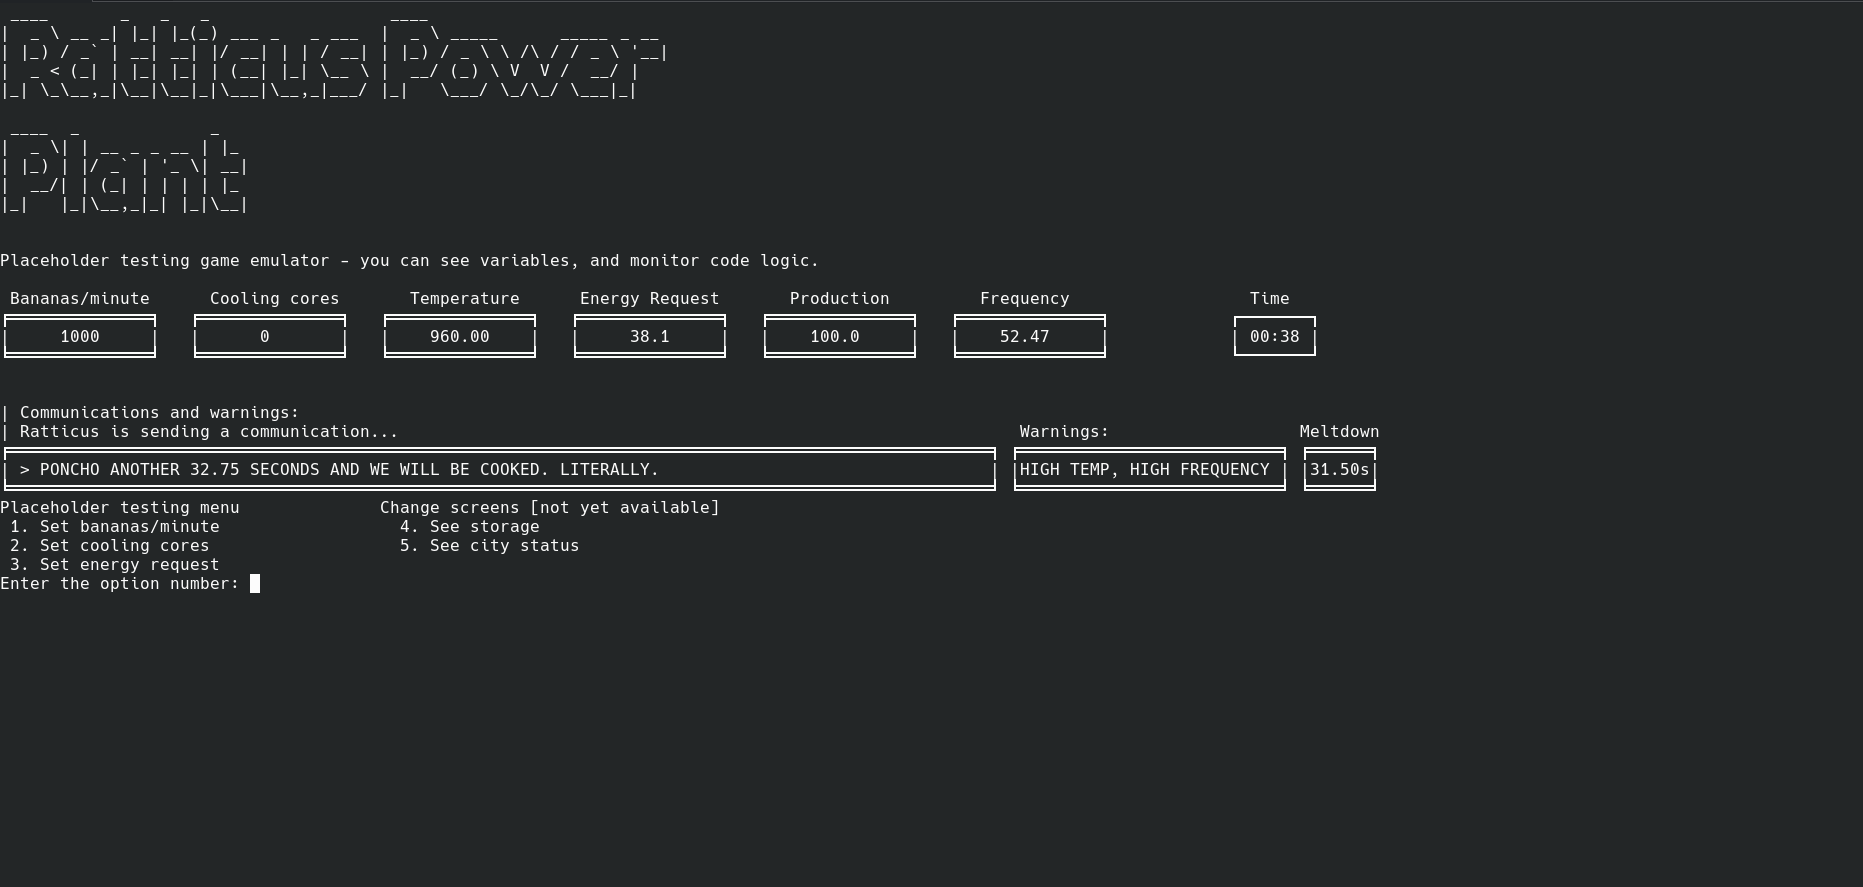 Ratticus Power
Plant
Placeholder testing game emulator - you can see variables, and monitor code logic.
Bananas/minute Cooling cores Temperature Energy Request Production Frequency Time
1000 0 960.00 38.1 100.0 52.47 00:38
| Communications and warnings:
| Ratticus is sending a communication... Warnings: Meltdown
> PONCHO ANOTHER 32.75 SECONDS AND WE WILL BE COOKED. LITERALLY. HIGH TEMP, HIGH FREQUENCY 31.50s
Placeholder testing menu Change screens [not yet available]
1. Set bananas/minute 4. See storage
2. Set cooling cores 5. See city status
3. Set energy request
Enter the option number: